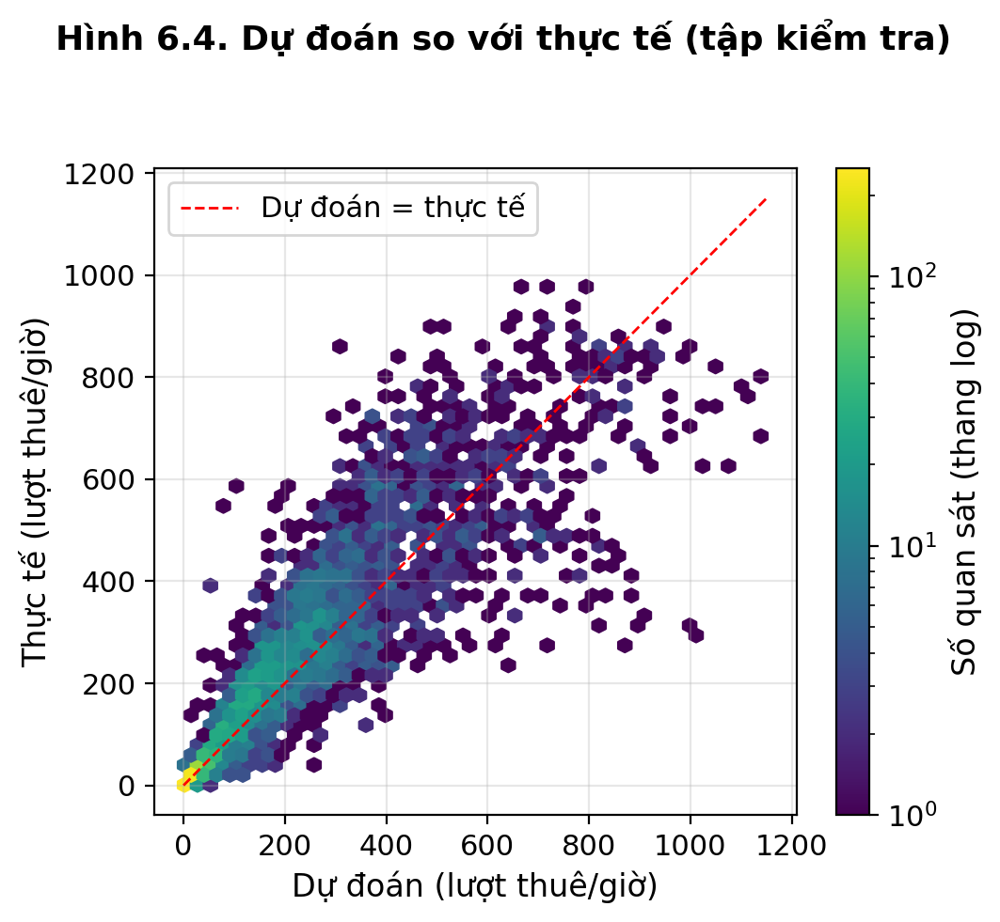 Hình 6.4. Dự đoán so với thực tế (tập kiểm tra)
Dự đoán = thực tế
Thực tế (lượt thuê/giờ)
1200
1000
800
600
400
200
0
0 200 400 600 800 1000 1200
Dự đoán (lượt thuê/giờ)
10²
10¹
10⁰
Số quan sát (thang log)